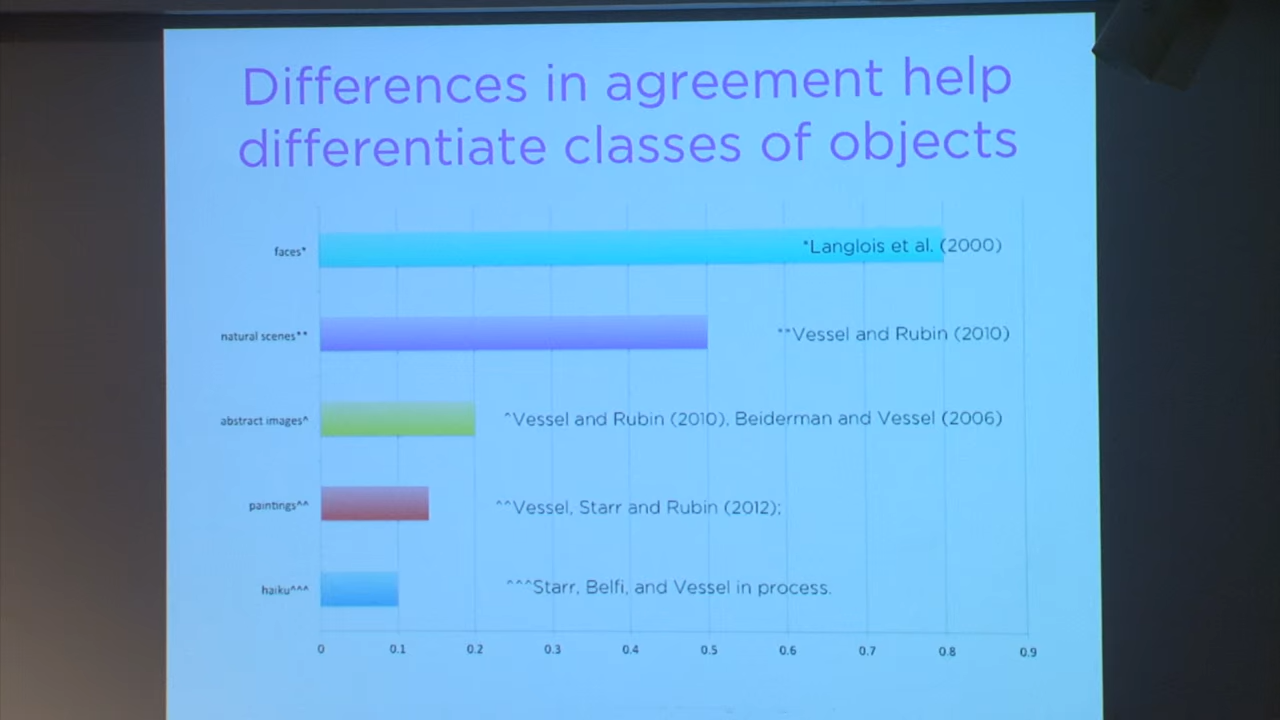 Differences in agreement help
differentiate classes of objects
faces*
*Langlois et al. (2000)
natural scenes**
**Vessel and Rubin (2010)
abstract images^
^Vessel and Rubin (2010), Beiderman and Vessel (2006)
paintings^^
^^Vessel, Starr and Rubin (2012);
haiku^^^
^^^Starr, Belfi, and Vessel in process.
0 0.1 0.2 0.3 0.4 0.5 0.6 0.7 0.8 0.9